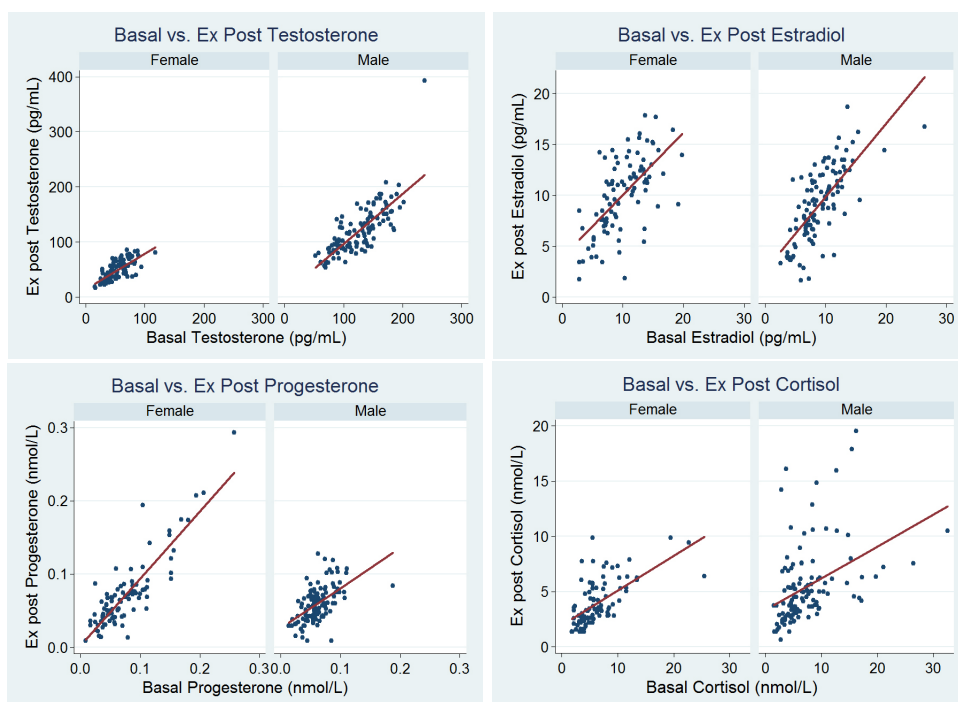 Basal vs. Ex Post Testosterone
Female Male
Ex post Testosterone (pg/mL)
400
300
200
100
0
0 100 200 300 0 100 200 300
Basal Testosterone (pg/mL)
Basal vs. Ex Post Estradiol
Female Male
Ex post Estradiol (pg/mL)
20
15
10
5
0
0 10 20 30 0 10 20 30
Basal Estradiol (pg/mL)
Basal vs. Ex Post Progesterone
Female Male
Ex post Progesterone (nmol/L)
0.3
0.2
0.1
0.0
0.0 0.1 0.2 0.3 0.0 0.1 0.2 0.3
Basal Progesterone (nmol/L)
Basal vs. Ex Post Cortisol
Female Male
Ex post Cortisol (nmol/L)
20
15
10
5
0
0 10 20 30 0 10 20 30
Basal Cortisol (nmol/L)